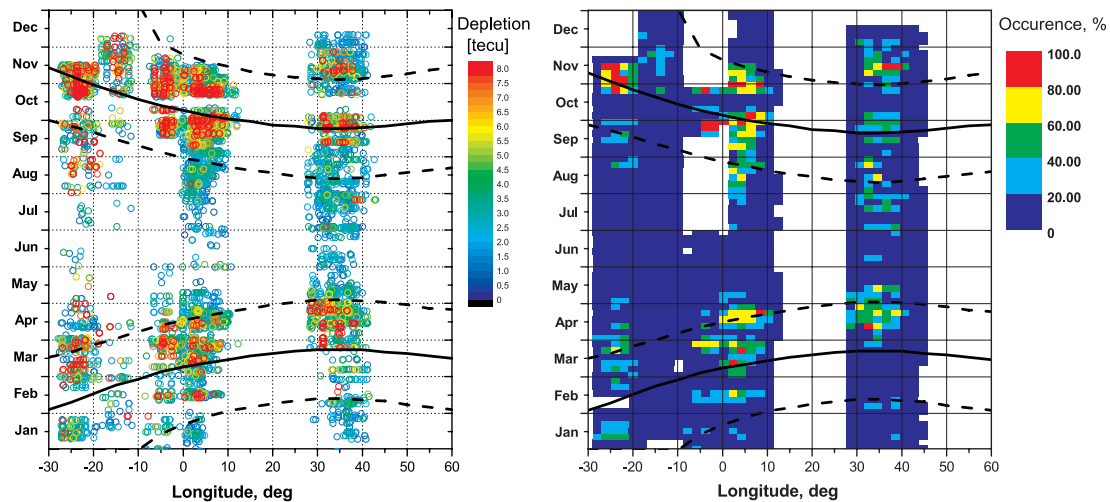 Dec
Nov
Oct
Sep
Aug
Jul
Jun
May
Apr
Mar
Feb
Jan
-30 -20 -10 0 10 20 30 40 50 60
Longitude, deg
Depletion
[tecu]
8.0
7.5
7.0
6.5
6.0
5.5
5.0
4.5
4.0
3.5
3.0
2.5
2.0
1.5
1.0
0.5
0
Dec
Nov
Oct
Sep
Aug
Jul
Jun
May
Apr
Mar
Feb
Jan
-30 -20 -10 0 10 20 30 40 50 60
Longitude, deg
Occurence, %
100.0
80.00
60.00
40.00
20.00
0